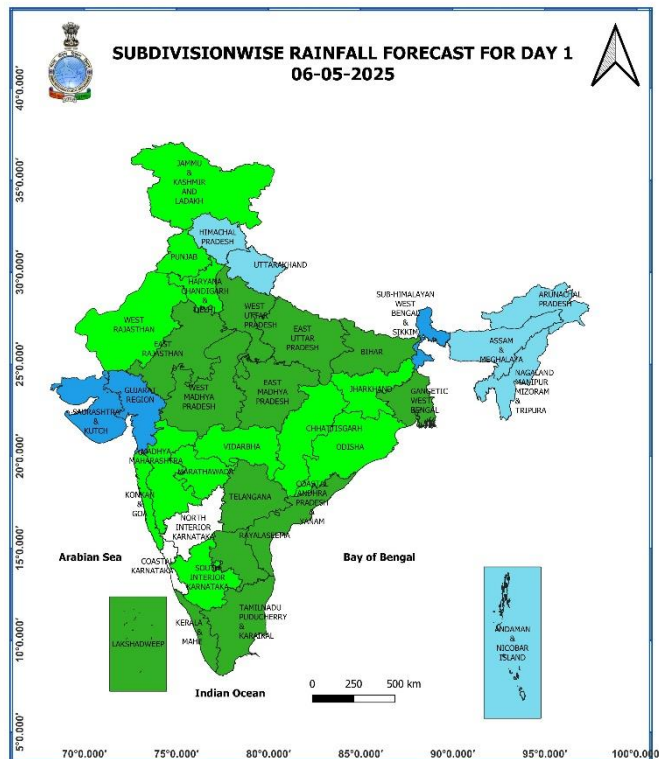 SUBDIVISIONWISE RAINFALL FORECAST FOR DAY 1
06-05-2025
40°0.000'
35°0.000'
30°0.000'
25°0.000'
20°0.000'
15°0.000'
10°0.000'
5°0.000'
JAMMU
&
KASHMIR
AND
LADAKH
HIMACHAL
PRADESH
PUNJAB
UTTARAKHAND
HARYANA
CHANDIGARH
&
DELHI
WEST
RAJASTHAN
EAST
RAJASTHAN
WEST
UTTAR
PRADESH
EAST
UTTAR
PRADESH
SUB-HIMALAYAN
WEST
BENGAL
&
SIKKIM
ARUNACHAL
PRADESH
ASSAM
&
MEGHALAYA
NAGALAND
MANIPUR
MIZORAM
&
TRIPURA
BIHAR
GUJARAT
REGION
SAURASHTRA
&
KUTCH
WEST
MADHYA
PRADESH
EAST
MADHYA
PRADESH
JHARKHAND
GANGETIC
WEST
BENGAL
CHHATTISGARH
ODISHA
MADHYA
MAHARASHTRA
VIDARBHA
MARATHAWADA
KONKAN
&
GOA
TELANGANA
COASTAL
ANDHRA
PRADESH
&
YANAM
NORTH
INTERIOR
KARNATAKA
RAYALASEEMA
COASTAL
KARNATAKA
SOUTH
INTERIOR
KARNATAKA
Arabian Sea
Bay of Bengal
LAKSHADWEEP
KERALA
&
MAHE
TAMILNADU
PUDUCHERRY
&
KARAIKAL
ANDAMAN
&
NICOBAR
ISLAND
Indian Ocean
0 250 500 km
70°0.000' 75°0.000' 80°0.000' 85°0.000' 90°0.000' 95°0.000' 100°0.000'